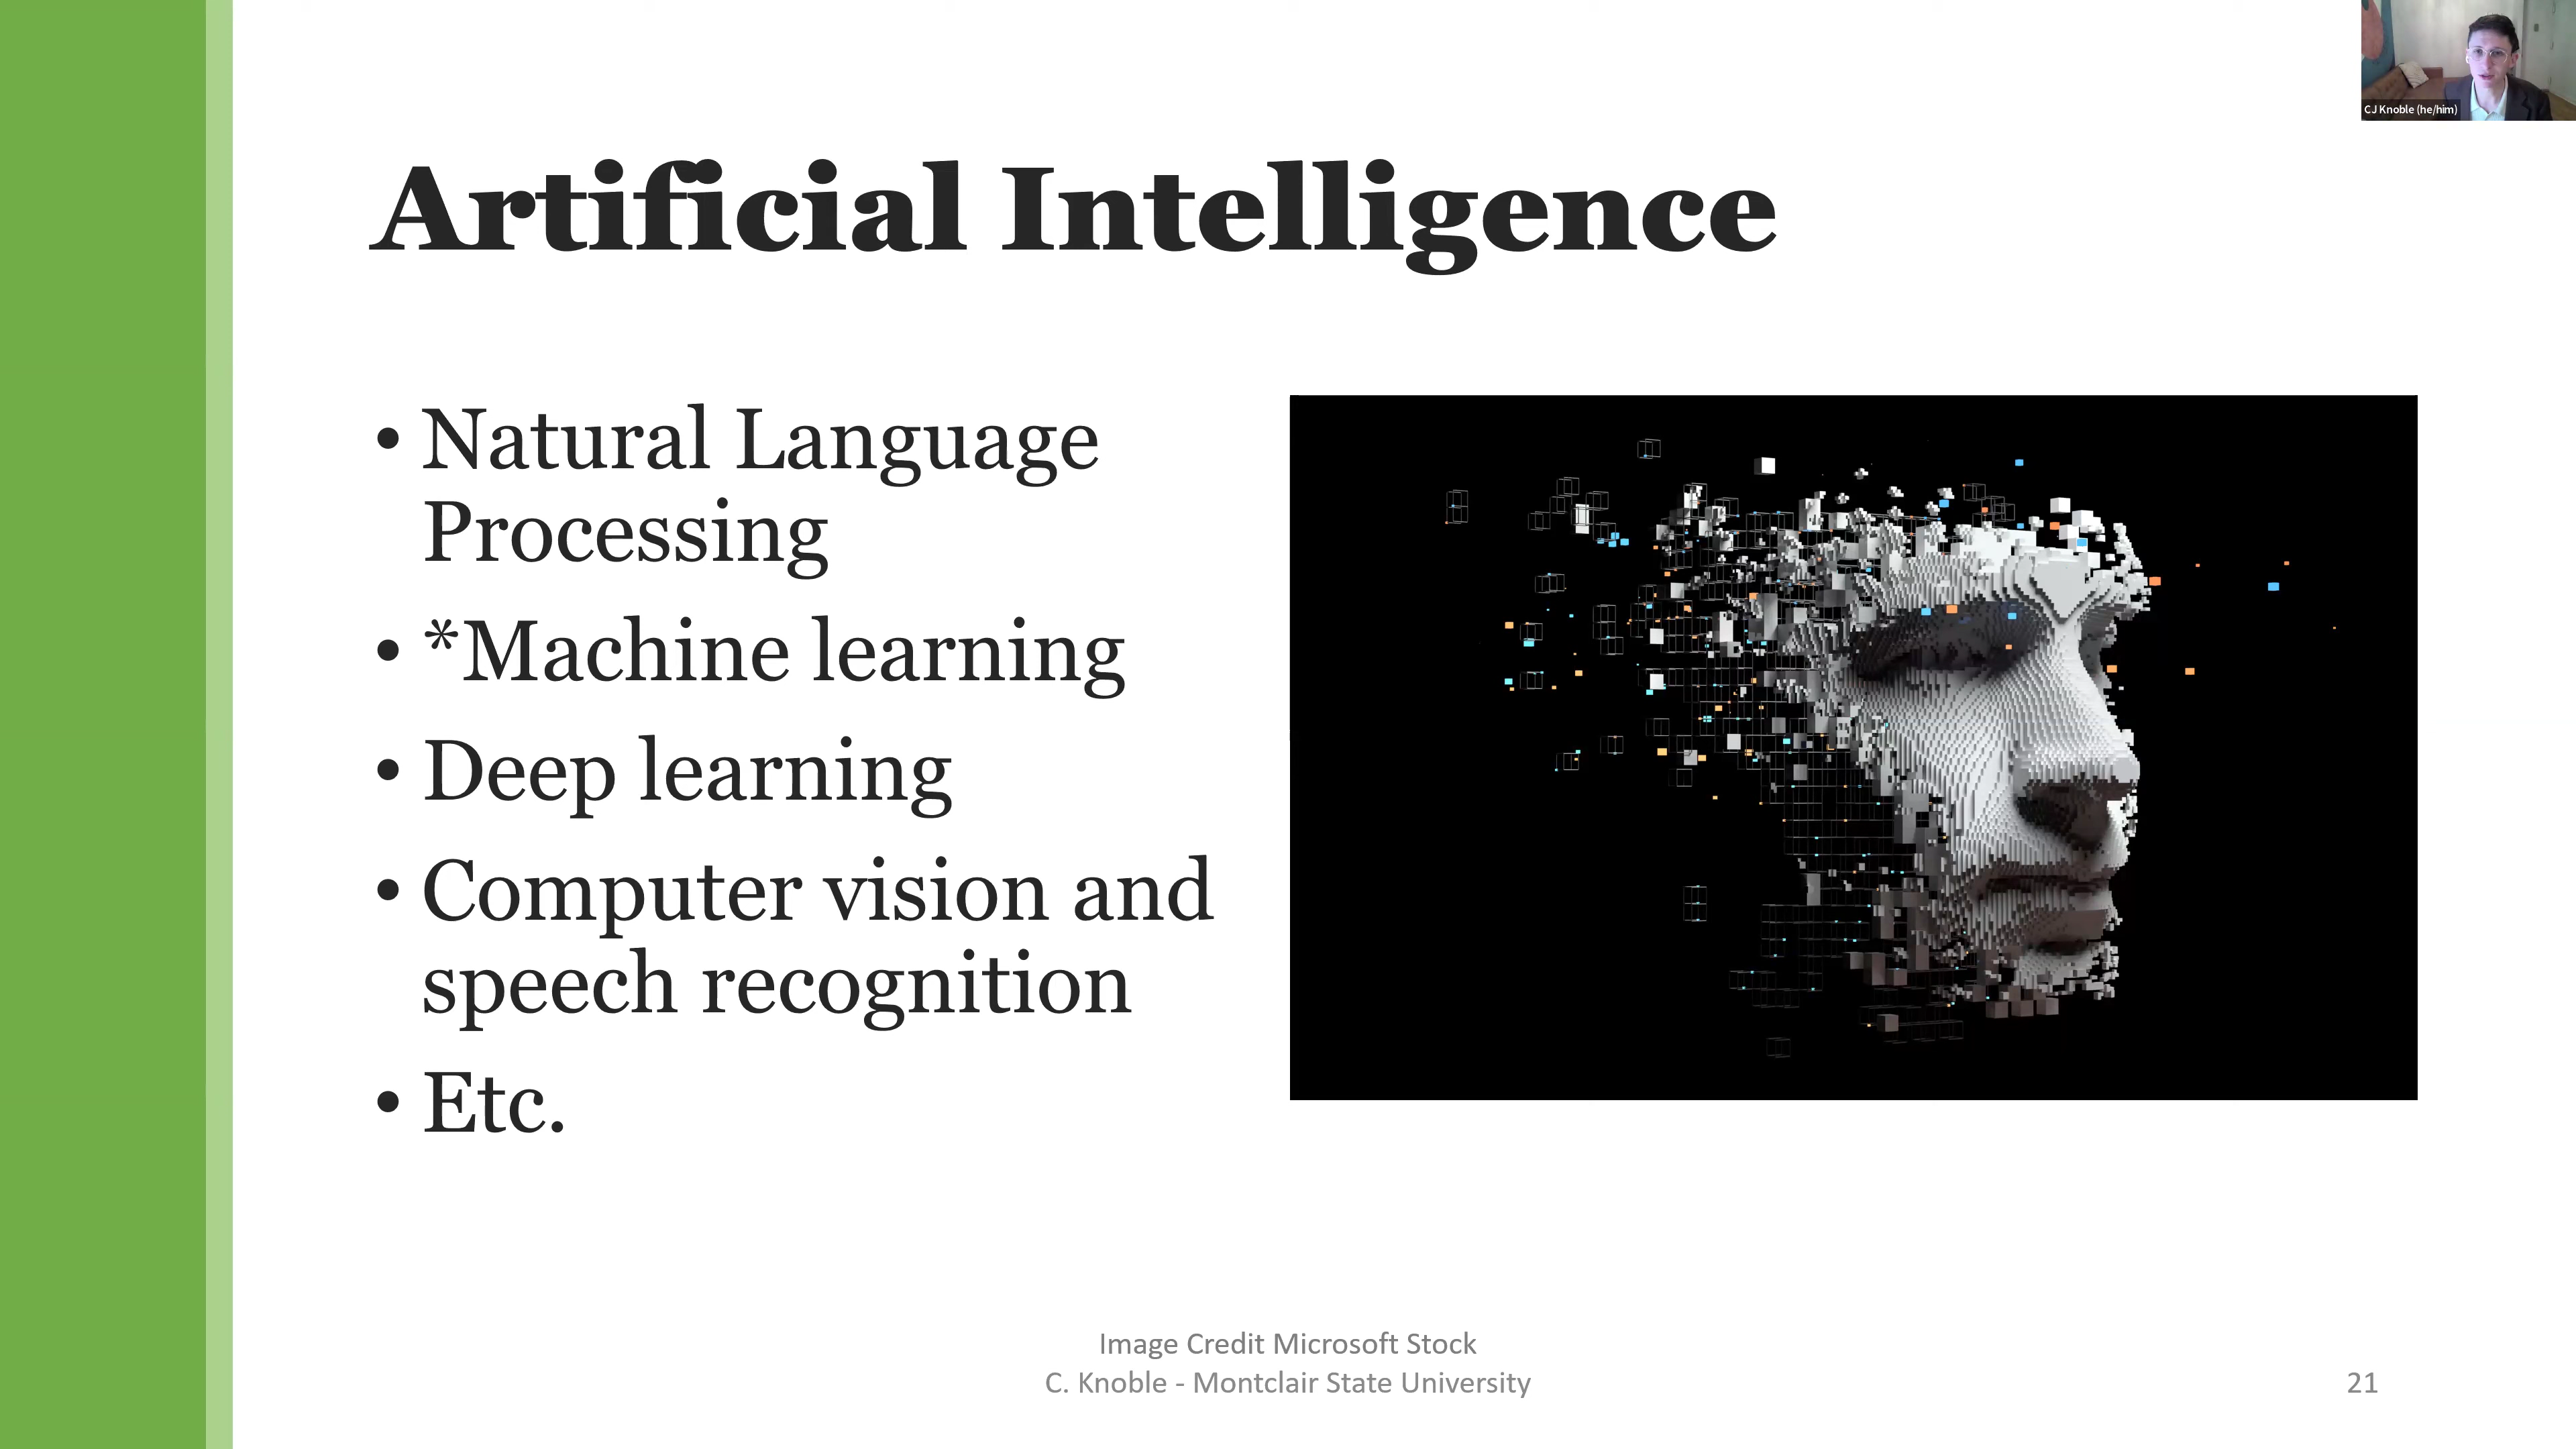 CJ Knoble (he/him)
Artificial Intelligence
• Natural Language
Processing
• *Machine learning
• Deep learning
• Computer vision and
speech recognition
• Etc.
Image Credit Microsoft Stock
C. Knoble - Montclair State University
21